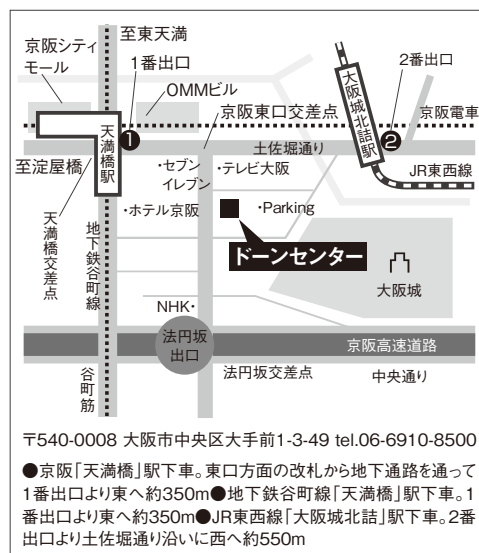 至東天満
京阪シティ
モール
1番出口
OMMビル
京阪東口交差点
大阪城北詰駅
2番出口
京阪電車
天満橋駅
1
2
土佐堀通り
至淀屋橋
・セブン
イレブン
・テレビ大阪
JR東西線
天満橋交差点
地下鉄谷町線
・ホテル京阪
・Parking
ドーンセンター
大阪城
NHK・
法円坂
出口
京阪高速道路
谷町筋
法円坂交差点
中央通り
〒540-0008 大阪市中央区大手前1-3-49 tel.06-6910-8500
●京阪「天満橋」駅下車。東口方面の改札から地下通路を通って
1番出口より東へ約350m●地下鉄谷町線「天満橋」駅下車。1
番出口より東へ約350m●JR東西線「大阪城北詰」駅下車。2番
出口より土佐堀通り沿いに西へ約550m